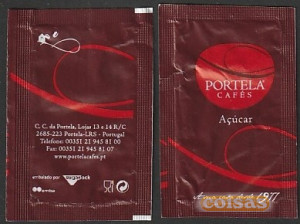 C. C. da Portela, Lojas 13 e 14 R/C
2685-223 Portela-LRS - Portugal
Telefone: 00351 21 945 81 00
Fax: 00351 21 945 81 07
www.portelacafes.pt
embalado por
PORTELA
CAFÉS
Açúcar
1977
coisas